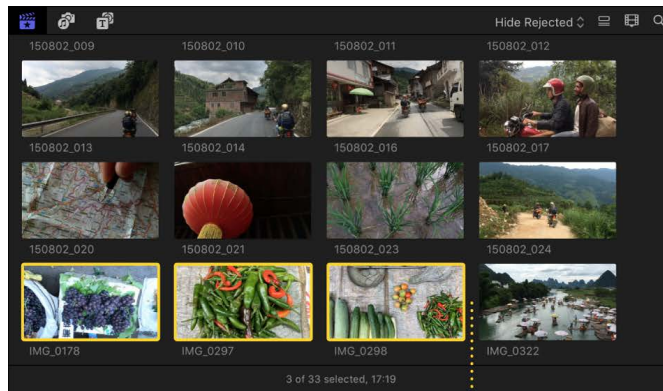 Hide Rejected
150802_009 150802_010 150802_011 150802_012
150802_013 150802_014 150802_016 150802_017
150802_020 150802_021 150802_023 150802_024
IMG_0178 IMG_0297 IMG_0298 IMG_0322
3 of 33 selected, 17:19